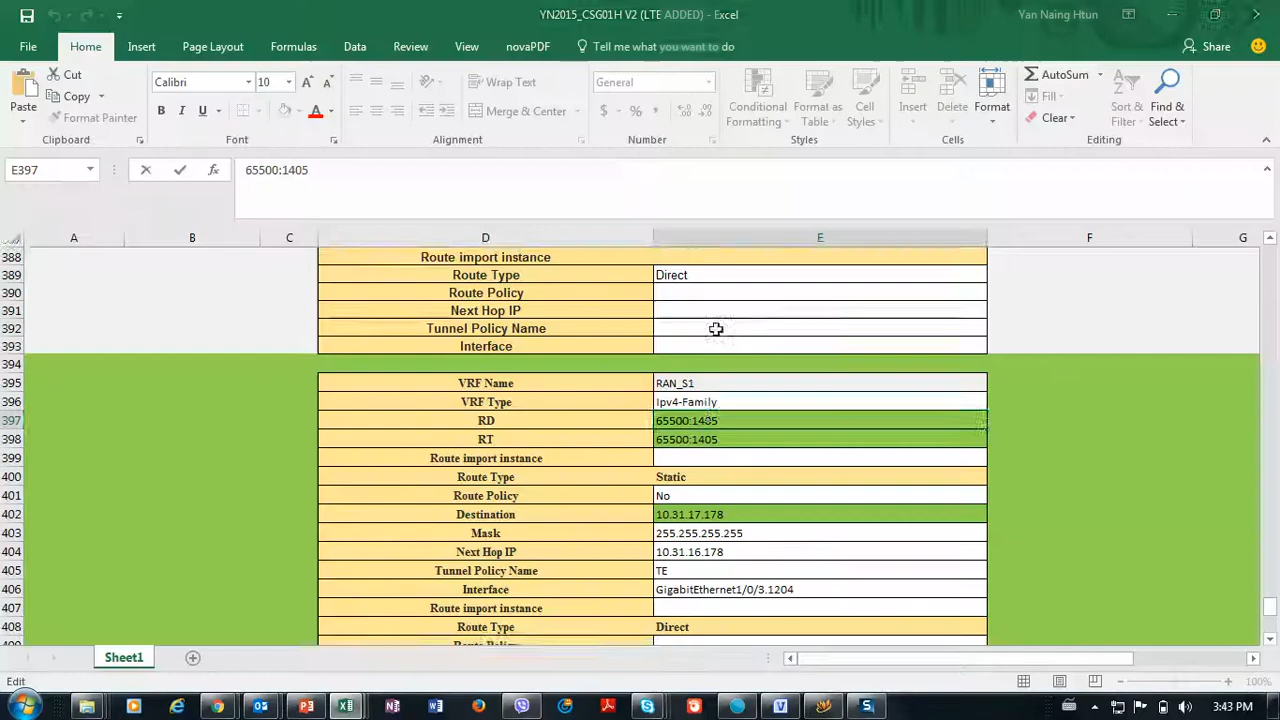 YN2015_CSG01H V2 (LTE ADDED) - Excel
Yan Naing Htun
File Home Insert Page Layout Formulas Data Review View novaPDF Tell me what you want to do Share
Paste Cut Copy Format Painter
Calibri 10 A A Wrap Text General Conditional Formatting Format as Table Cell Styles Insert Delete Format AutoSum Fill Clear Sort & Filter Find & Select
B I U A Merge & Center $ %
Clipboard Font Alignment Number Styles Cells Editing
E397 fx 65500:1405
A B C D E F G
388 Route import instance
389 Route Type Direct
390 Route Policy
391 Next Hop IP
392 Tunnel Policy Name
393 Interface
394
395 VRF Name RAN_S1
396 VRF Type Ipv4-Family
397 RD 65500:1405
398 RT 65500:1405
399 Route import instance
400 Route Type Static
401 Route Policy No
402 Destination 10.31.17.178
403 Mask 255.255.255.255
404 Next Hop IP 10.31.16.178
405 Tunnel Policy Name TE
406 Interface GigabitEthernet1/0/3.1204
407 Route import instance
408 Route Type Direct
Sheet1
Edit 100%
3:43 PM